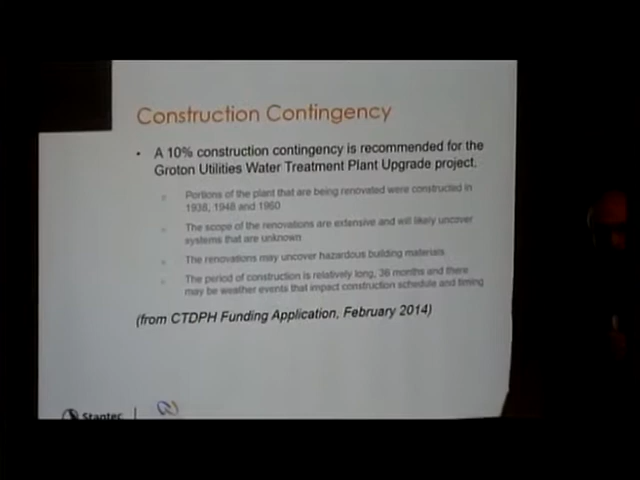 Construction Contingency
• A 10% construction contingency is recommended for the
Groton Utilities Water Treatment Plant Upgrade project.
Portions of the plant that are being renovated were constructed in
1938, 1948 and 1960
The scope of the renovations are extensive and will likely uncover
systems that are unknown
The renovations may uncover hazardous building materials
The period of construction is relatively long, 36 months and there
may be weather events that impact construction schedule and timing
(from CTDPH Funding Application, February 2014)
Stantec